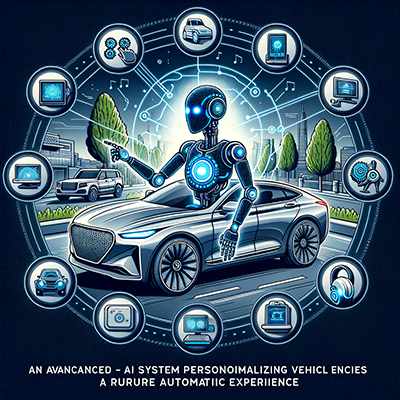 AN AVANCANCED – AI SYSTEM PERSONOIMALIZING VEHICL ENCIES
A RURURE AUTOMATIIC EXPERIIENCE